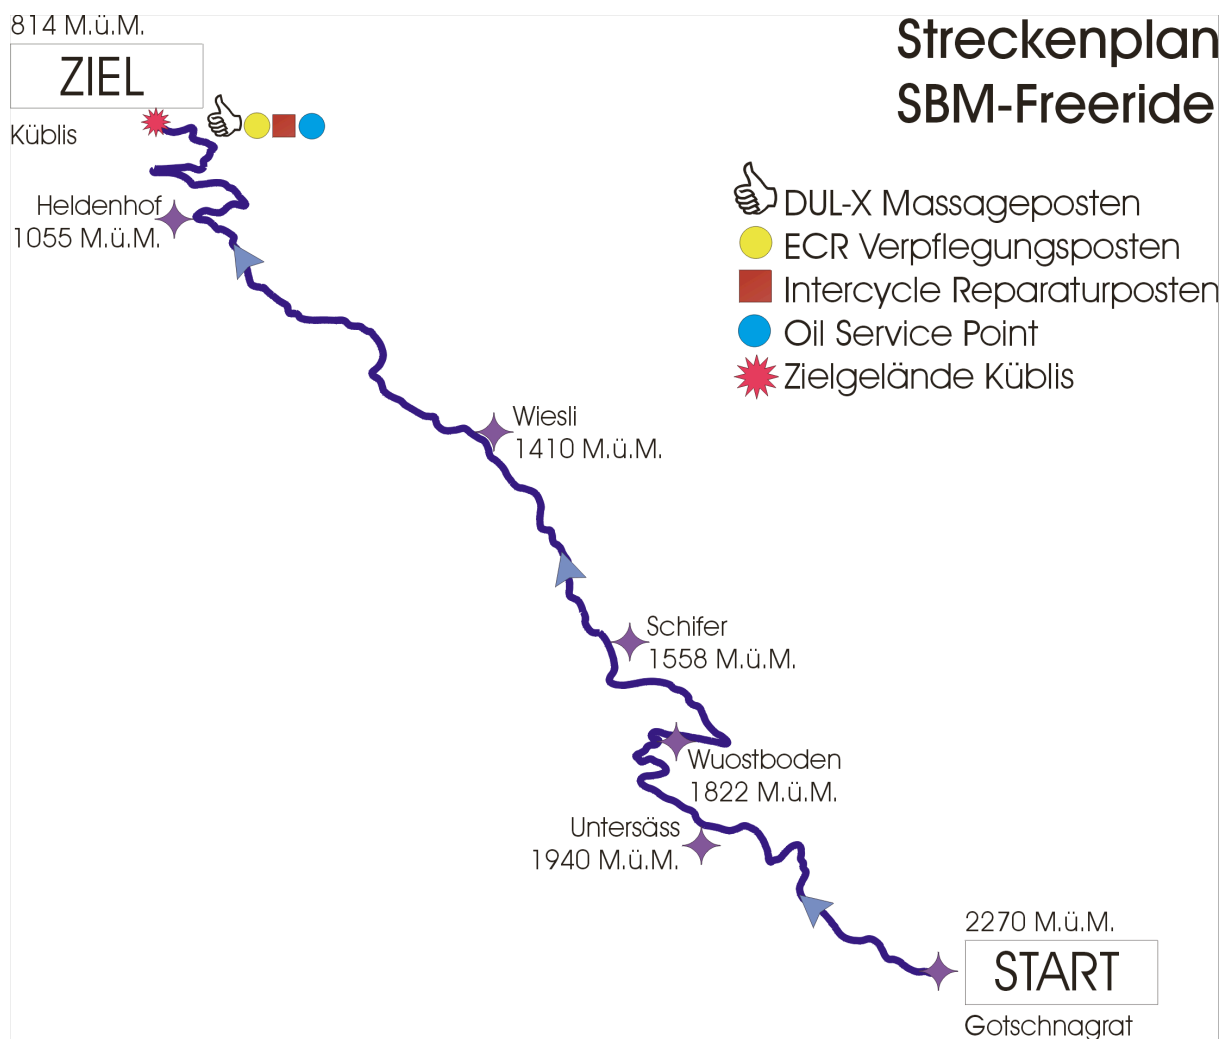 814 M.ü.M.
ZIEL
Küblis
Streckenplan
SBM-Freeride
DUL-X Massageposten
ECR Verpflegungsposten
Intercycle Reparaturposten
Oil Service Point
Zielgelände Küblis
Heldenhof
1055 M.ü.M.
Wiesli
1410 M.ü.M.
Schifer
1558 M.ü.M.
Wuostboden
1822 M.ü.M.
Untersäss
1940 M.ü.M.
2270 M.ü.M.
START
Gotschnagrat